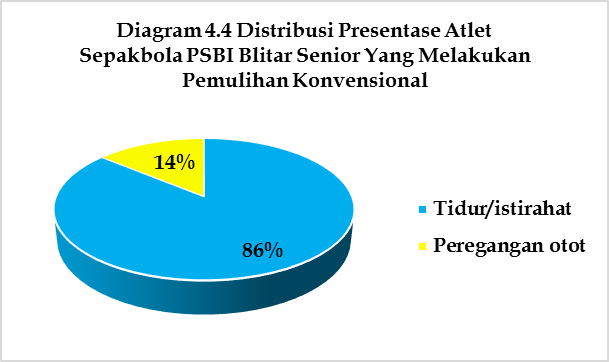 Diagram 4.4 Distribusi Presentase Atlet
Sepakbola PSBI Blitar Senior Yang Melakukan
Pemulihan Konvensional
14%
86%
Tidur/istirahat
Peregangan otot